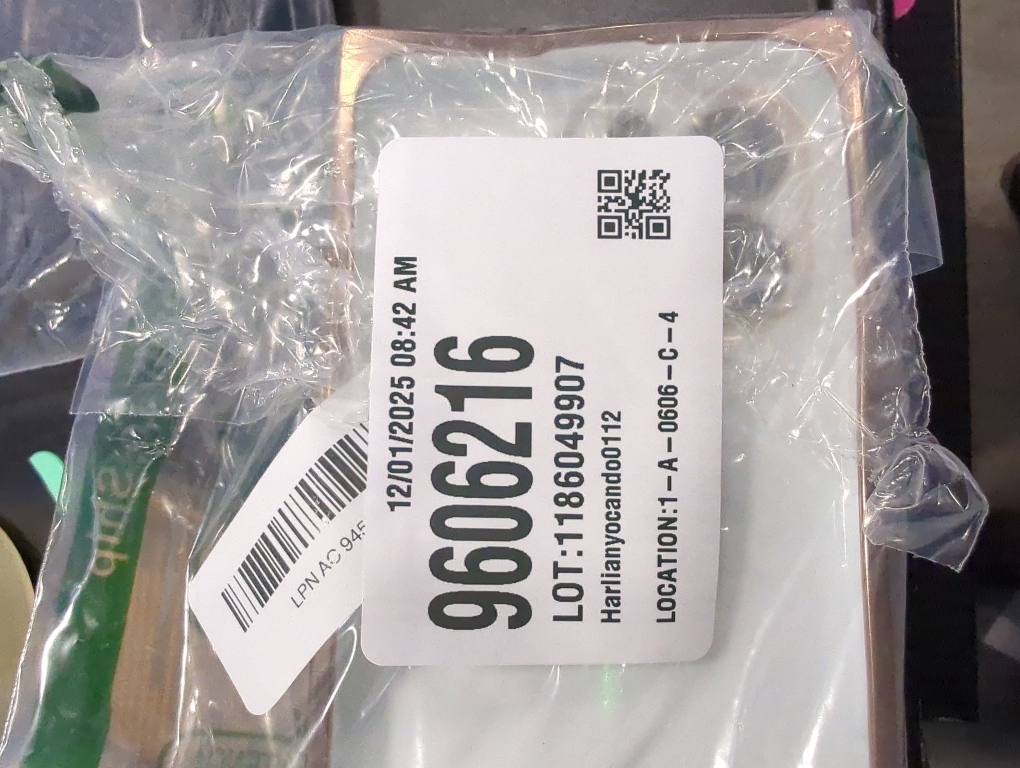 12/01/2025 08:42 AM
9606216
LOT:1186049907
Harlianyocando0112
LOCATION:1-A-0606-C-4
LPN AC 945